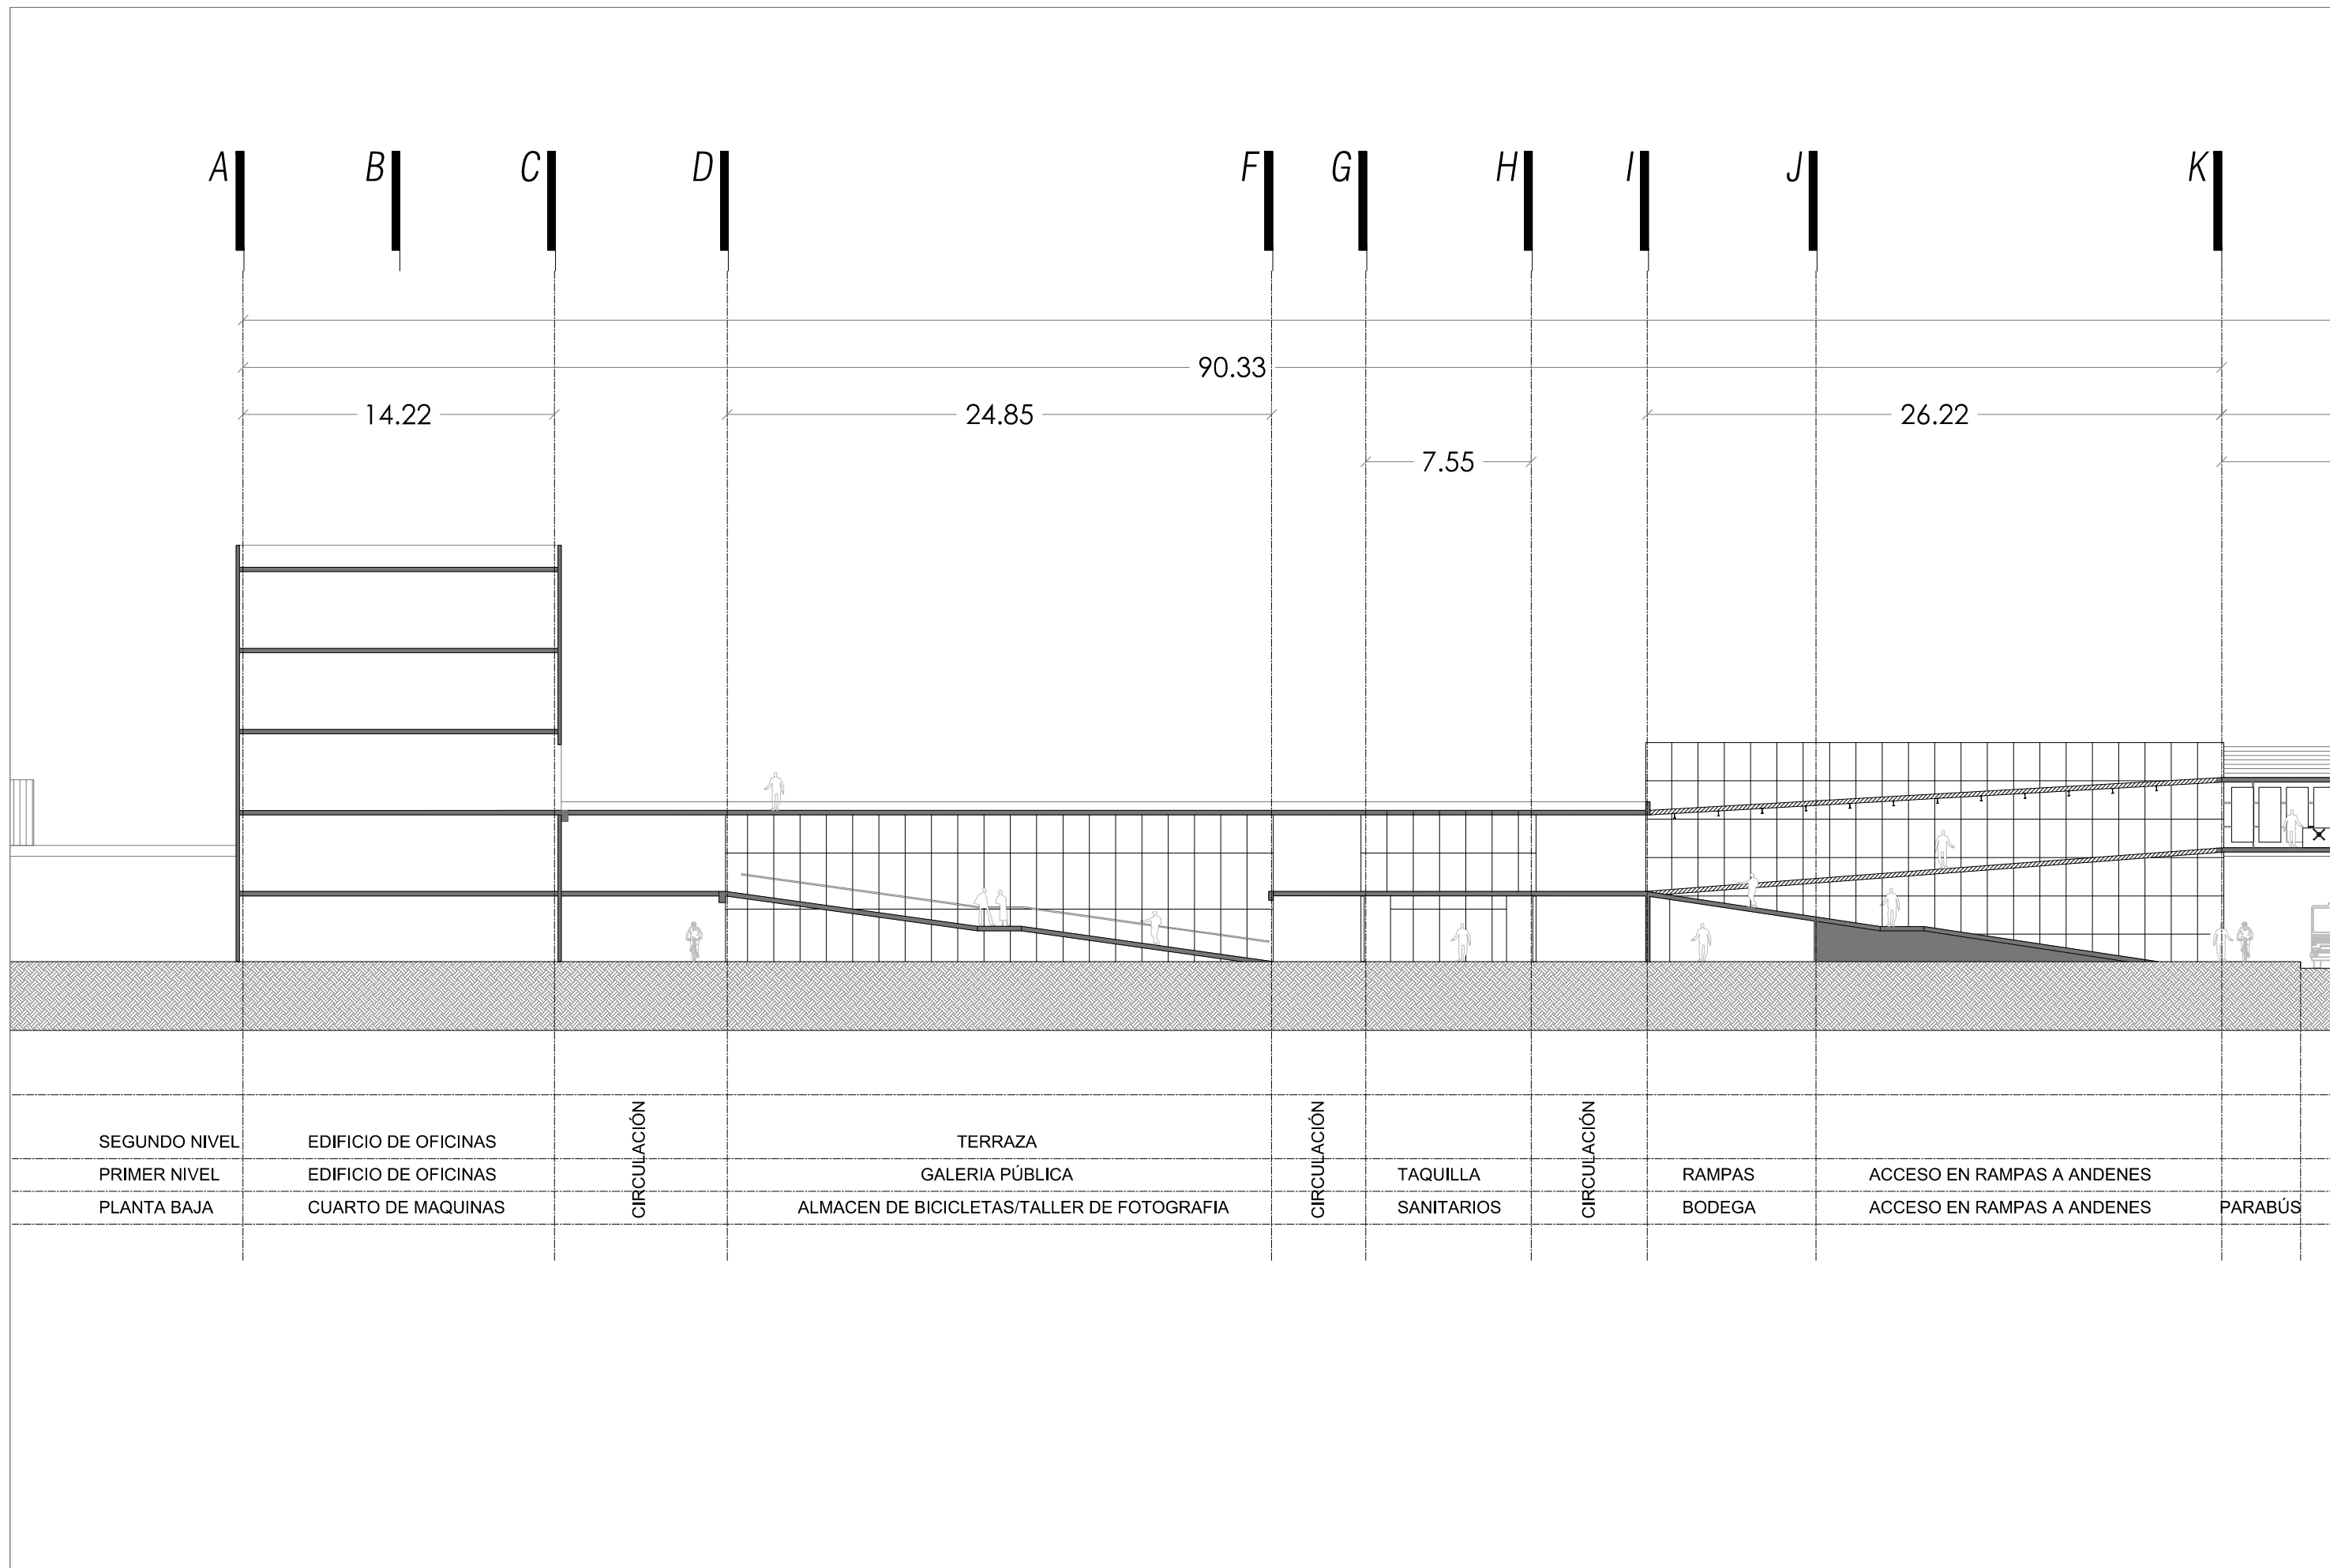 A B C D F G H I J K
90.33
14.22 24.85 26.22
7.55
SEGUNDO NIVEL EDIFICIO DE OFICINAS CIRCULACIÓN TERRAZA CIRCULACIÓN CIRCULACIÓN
PRIMER NIVEL EDIFICIO DE OFICINAS GALERIA PÚBLICA TAQUILLA RAMPAS ACCESO EN RAMPAS A ANDENES
PLANTA BAJA CUARTO DE MAQUINAS ALMACEN DE BICICLETAS/TALLER DE FOTOGRAFIA SANITARIOS BODEGA ACCESO EN RAMPAS A ANDENES PARABÚS